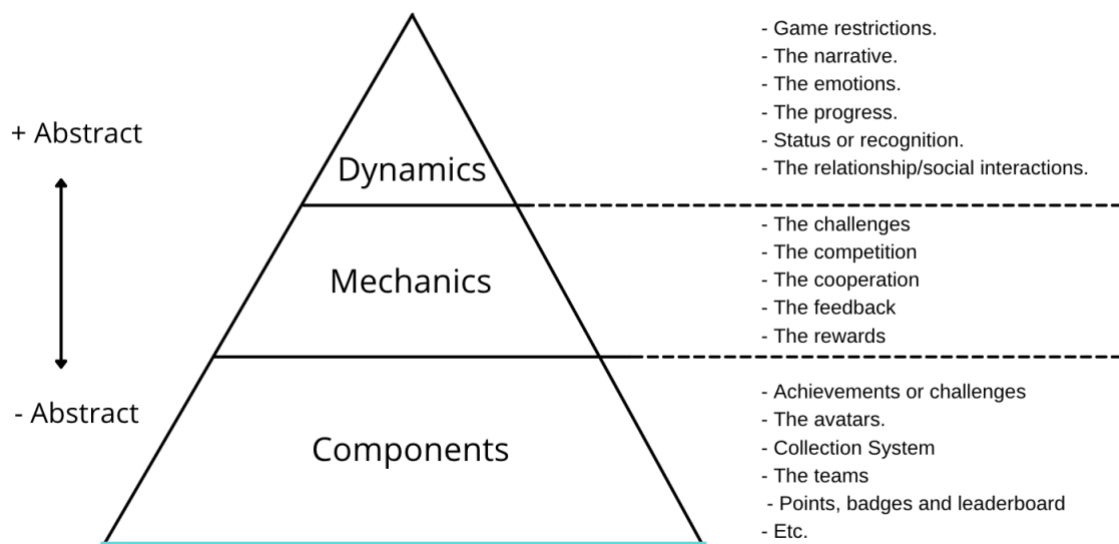 + Abstract
- Abstract
Dynamics
- Game restrictions.
- The narrative.
- The emotions.
- The progress.
- Status or recognition.
- The relationship/social interactions.
Mechanics
- The challenges
- The competition
- The cooperation
- The feedback
- The rewards
Components
- Achievements or challenges
- The avatars.
- Collection System
- The teams
- Points, badges and leaderboard
- Etc.